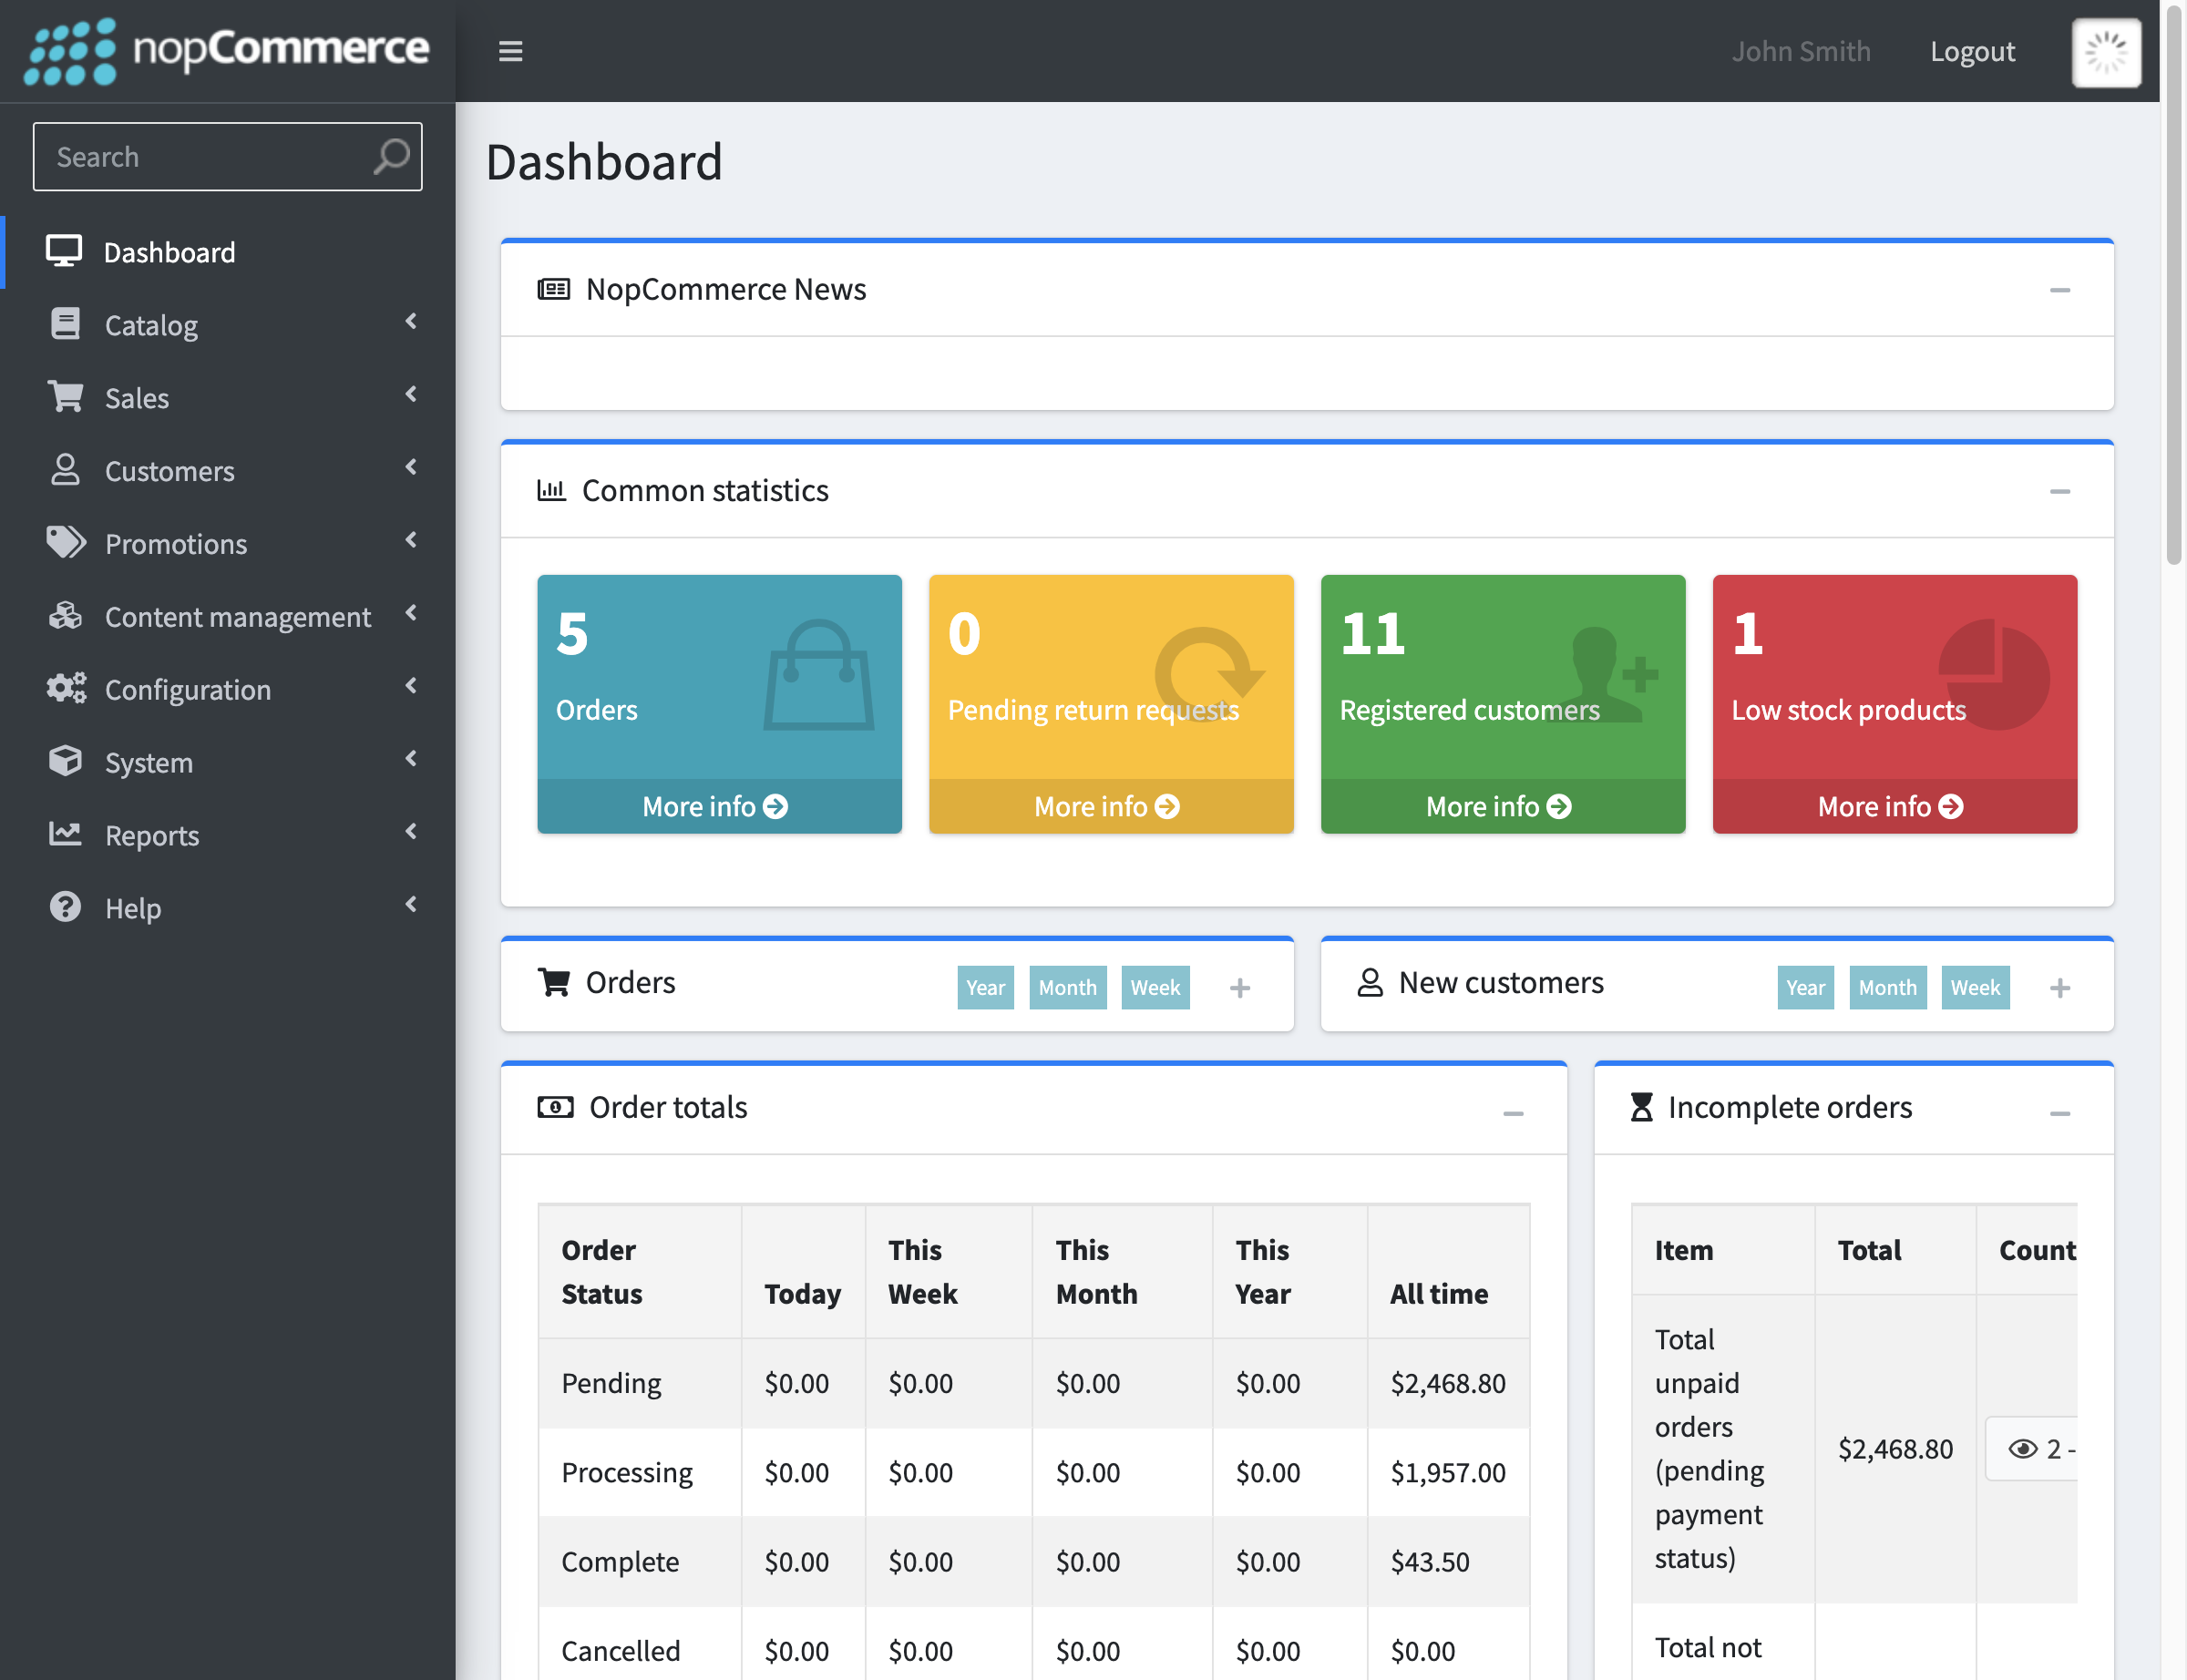 nopCommerce
John Smith
Logout
Search
Dashboard
Catalog
Sales
Customers
Promotions
Content management
Configuration
System
Reports
Help
Dashboard
NopCommerce News
Common statistics
5
Orders
More info
0
Pending return requests
More info
11
Registered customers
More info
1
Low stock products
More info
Orders
Year Month Week
New customers
Year Month Week
Order totals
Order Status Today This Week This Month This Year All time
Pending $0.00 $0.00 $0.00 $0.00 $2,468.80
Processing $0.00 $0.00 $0.00 $0.00 $1,957.00
Complete $0.00 $0.00 $0.00 $0.00 $43.50
Cancelled $0.00 $0.00 $0.00 $0.00 $0.00
Incomplete orders
Item Total Count
Total
unpaid
orders
(pending
payment
status)
$2,468.80
2 -
Total not